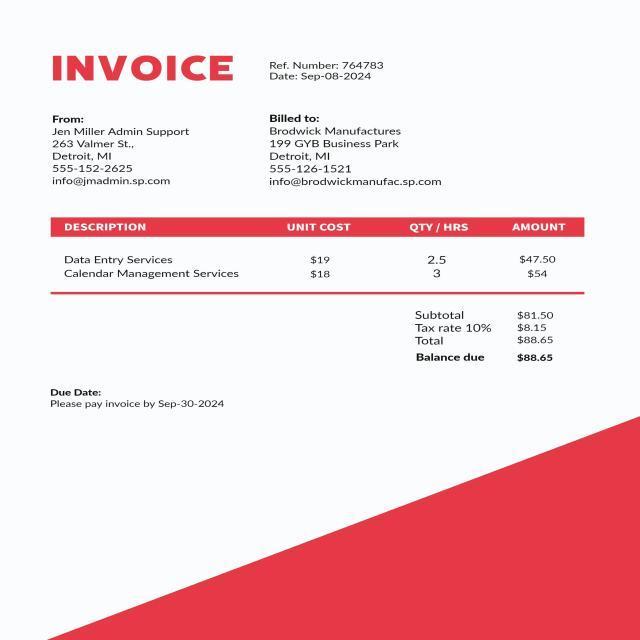 INVOICE
Ref. Number: 764783
Date: Sep-08-2024
From:
Jen Miller Admin Support
263 Valmer St.,
Detroit, MI
555-152-2625
info@jmadmin.sp.com
Billed to:
Brodwick Manufactures
199 GYB Business Park
Detroit, MI
555-126-1521
info@brodwickmanufac.sp.com
DESCRIPTION UNIT COST QTY / HRS AMOUNT
Data Entry Services $19 2.5 $47.50
Calendar Management Services $18 3 $54
Subtotal $81.50
Tax rate 10% $8.15
Total $88.65
Balance due $88.65
Due Date:
Please pay invoice by Sep-30-2024